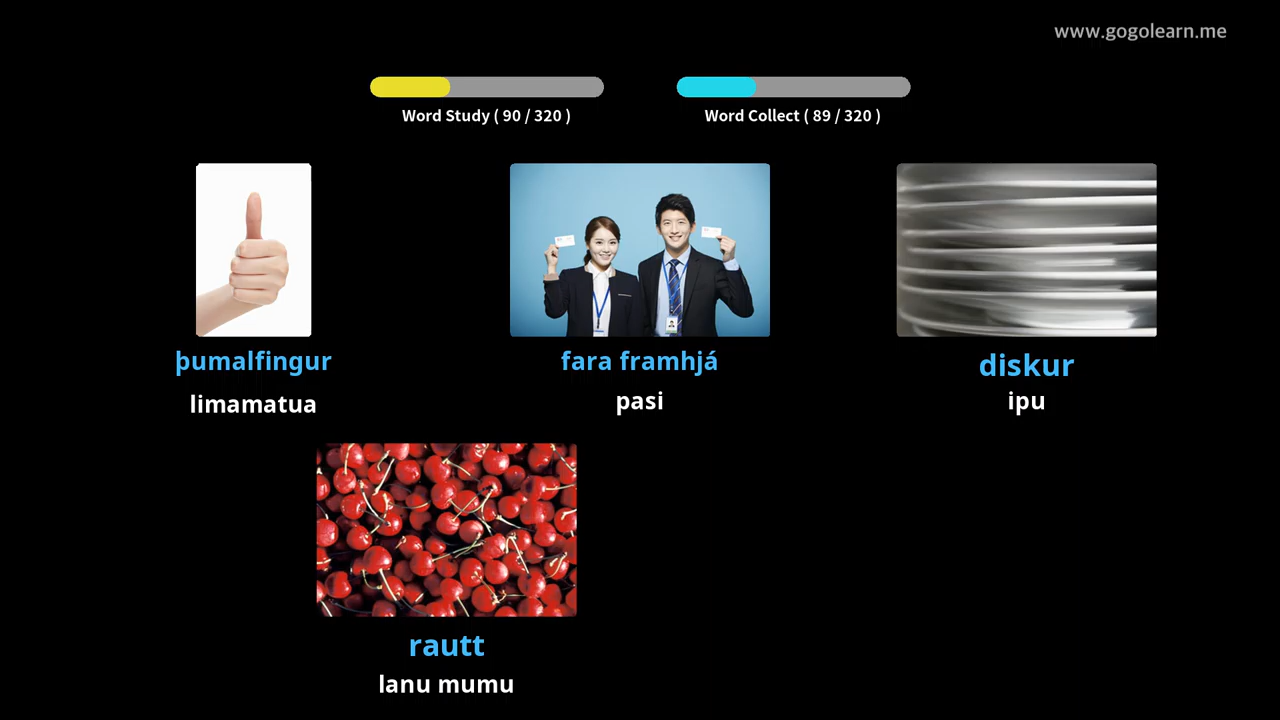 www.gogolearn.me
Word Study ( 90 / 320 )
Word Collect ( 89 / 320 )
þumalfingur
fara framhjá
diskur
limamatua
pasi
ipu
rautt
lanu mumu